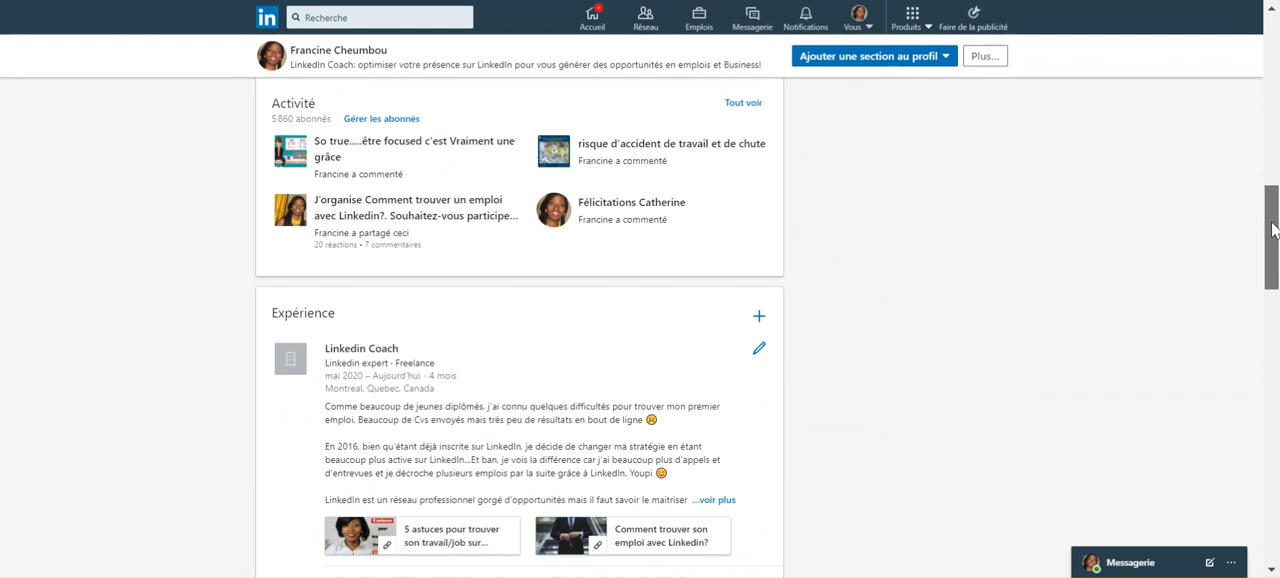 in
Recherche
Accueil
Réseau
Emplois
Messagerie
Notifications
Vous
Produits
Faire de la publicité
Francine Cheumbou
LinkedIn Coach: optimiser votre présence sur LinkedIn pour vous générer des opportunités en emplois et Business!
Ajouter une section au profil
Plus...
Activité
Tout voir
5 860 abonnés Gérer les abonnés
So true.....être focused c'est Vraiment une
grâce
Francine a commenté
risque d'accident de travail et de chute
Francine a commenté
J'organise Comment trouver un emploi
avec Linkedin?. Souhaitez-vous participe...
Francine a partagé ceci
20 réactions • 7 commentaires
Félicitations Catherine
Francine a commenté
Expérience
Linkedin Coach
Linkedin expert · Freelance
mai 2020 – Aujourd'hui · 4 mois
Montreal, Quebec, Canada
Comme beaucoup de jeunes diplômés, j'ai connu quelques difficultés pour trouver mon premier
emploi. Beaucoup de Cvs envoyés mais très peu de résultats en bout de ligne ☹
En 2016, bien qu'étant déjà inscrite sur LinkedIn, je décide de changer ma stratégie en étant
beaucoup plus active sur LinkedIn...Et ban, je vois la différence car j'ai beaucoup plus d'appels et
d'entrevues et je décroche plusieurs emplois par la suite grâce à LinkedIn. Youpi 🙂
LinkedIn est un réseau professionnel gorgé d'opportunités mais il faut savoir le maitriser ...voir plus
5 astuces pour trouver
son travail/job sur...
Comment trouver son
emploi avec Linkedin?
Messagerie